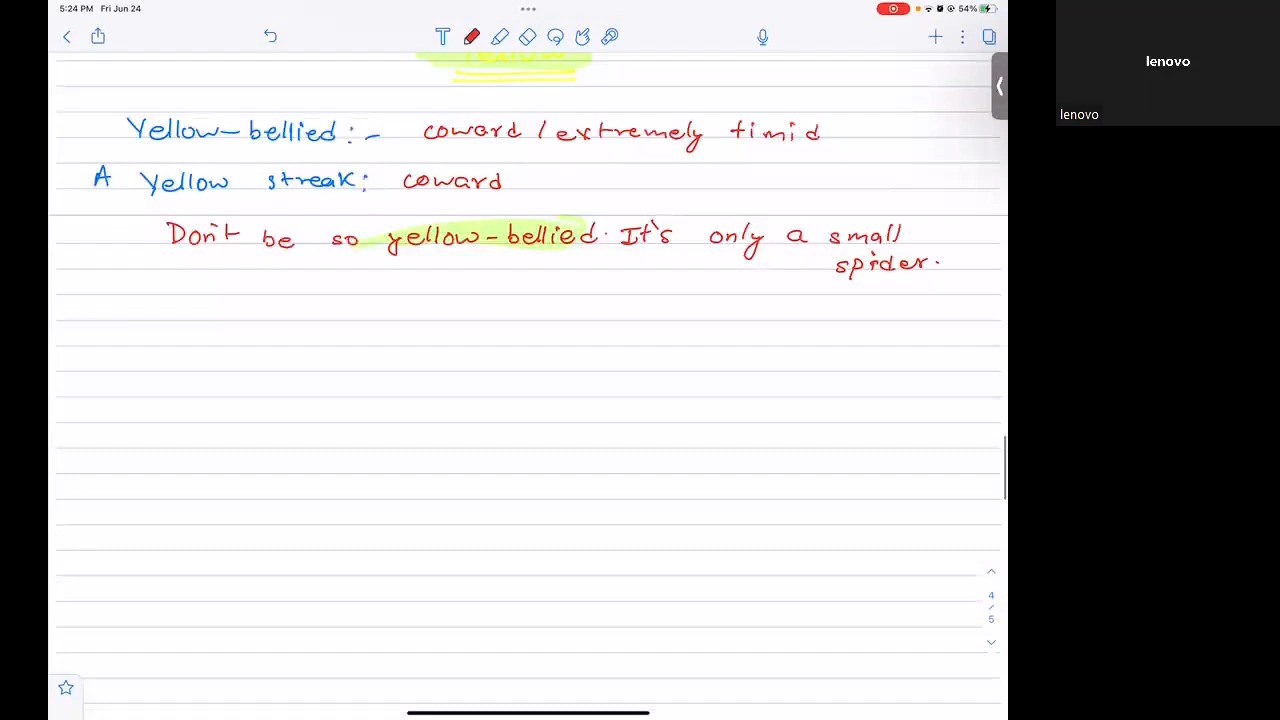 5:24 PM Fri Jun 24
54%
lenovo
lenovo
Yellow
Yellow-bellied:- coward / extremely timid
A Yellow streak: coward
Don't be so yellow-bellied. It's only a small
spider.
4
/
5